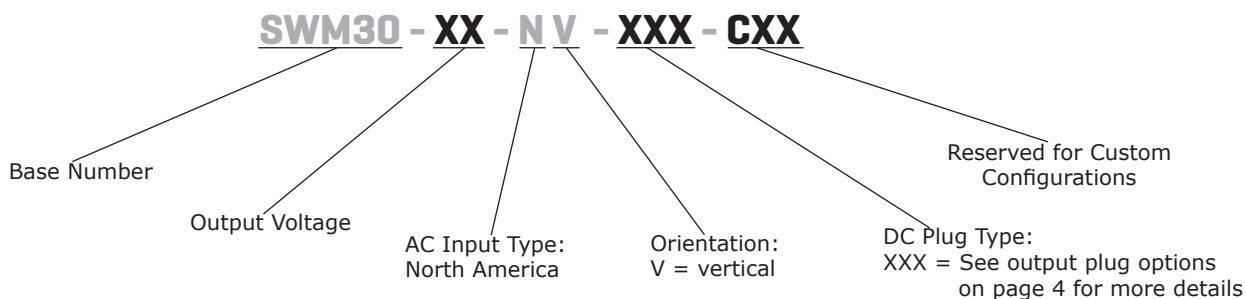 SWM30 - XX - N V - XXX - CXX
Base Number
Output Voltage
AC Input Type:
North America
Orientation:
V = vertical
DC Plug Type:
XXX = See output plug options
on page 4 for more details
Reserved for Custom
Configurations